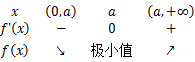 x (0,a) a (a,+∞)
f'(x) − 0 +
f(x) ↘ 极小值 ↗